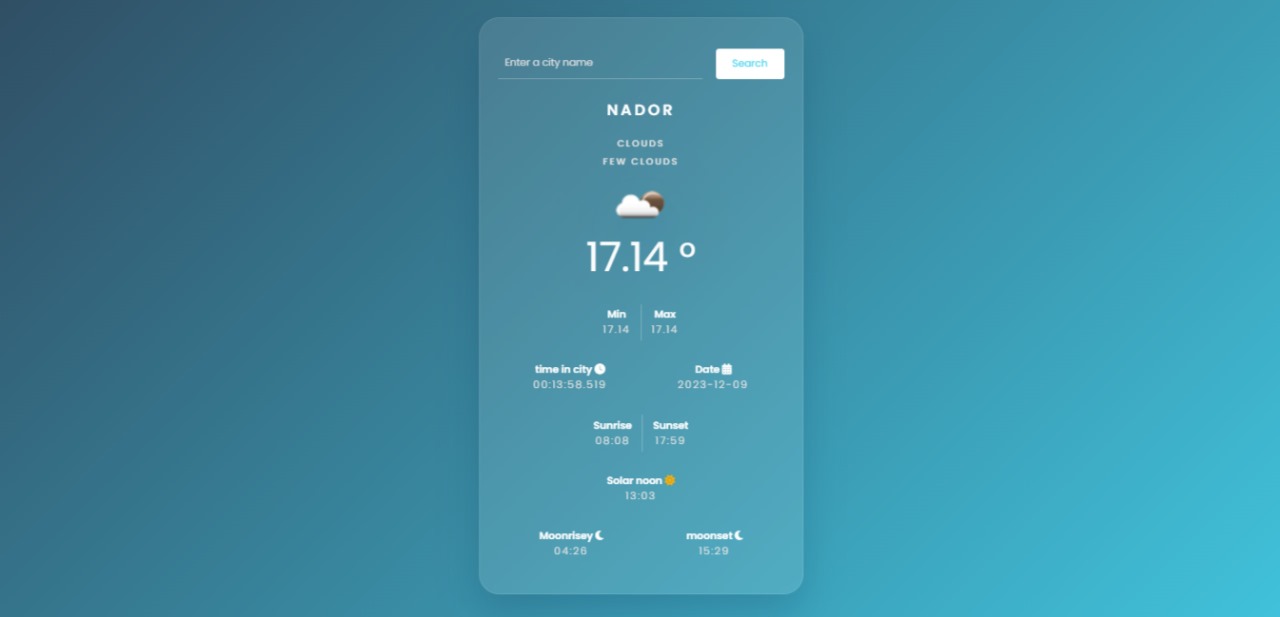 Enter a city name Search
NADOR
CLOUDS
FEW CLOUDS
17.14 °
Min Max
17.14 17.14
time in city Date
00:13:58.519 2023-12-09
Sunrise Sunset
08:08 17:59
Solar noon
13:03
Moonrisey moonset
04:26 15:29